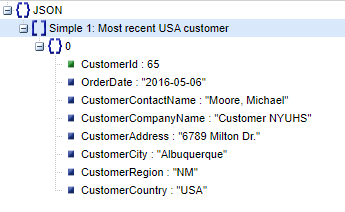 JSON
Simple 1: Most recent USA customer
0
CustomerId : 65
OrderDate : "2016-05-06"
CustomerContactName : "Moore, Michael"
CustomerCompanyName : "Customer NYUHS"
CustomerAddress : "6789 Milton Dr."
CustomerCity : "Albuquerque"
CustomerRegion : "NM"
CustomerCountry : "USA"